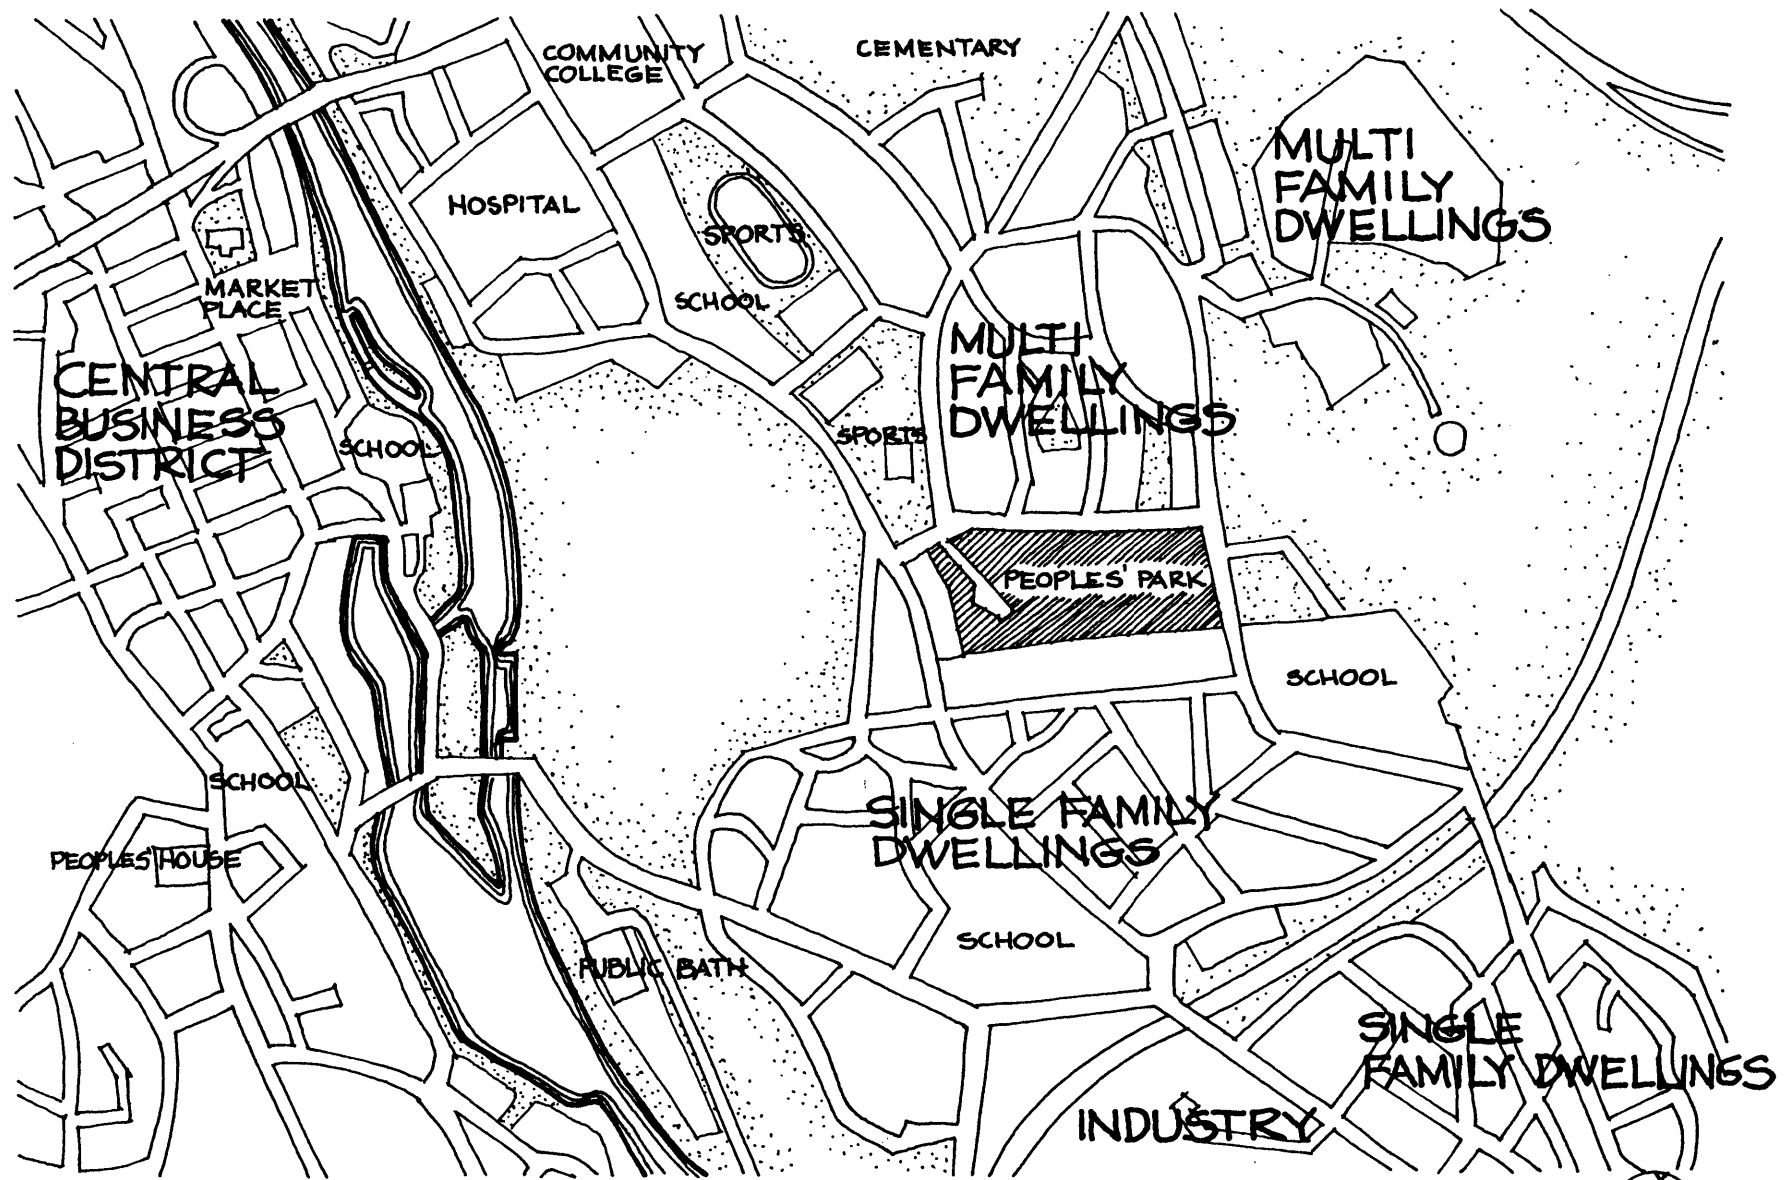 COMMUNITY
COLLEGE
CEMENTARY
MULTI
FAMILY
DWELLINGS
HOSPITAL
SPORTS
SCHOOL
MARKET
PLACE
MULTI
FAMILY
DWELLINGS
CENTRAL
BUSINESS
DISTRICT
SCHOOL
SPORTS
PEOPLES' PARK
SCHOOL
SCHOOL
SINGLE FAMILY
DWELLINGS
PEOPLES' HOUSE
SCHOOL
PUBLIC BATH
SINGLE
FAMILY DWELLINGS
INDUSTRY